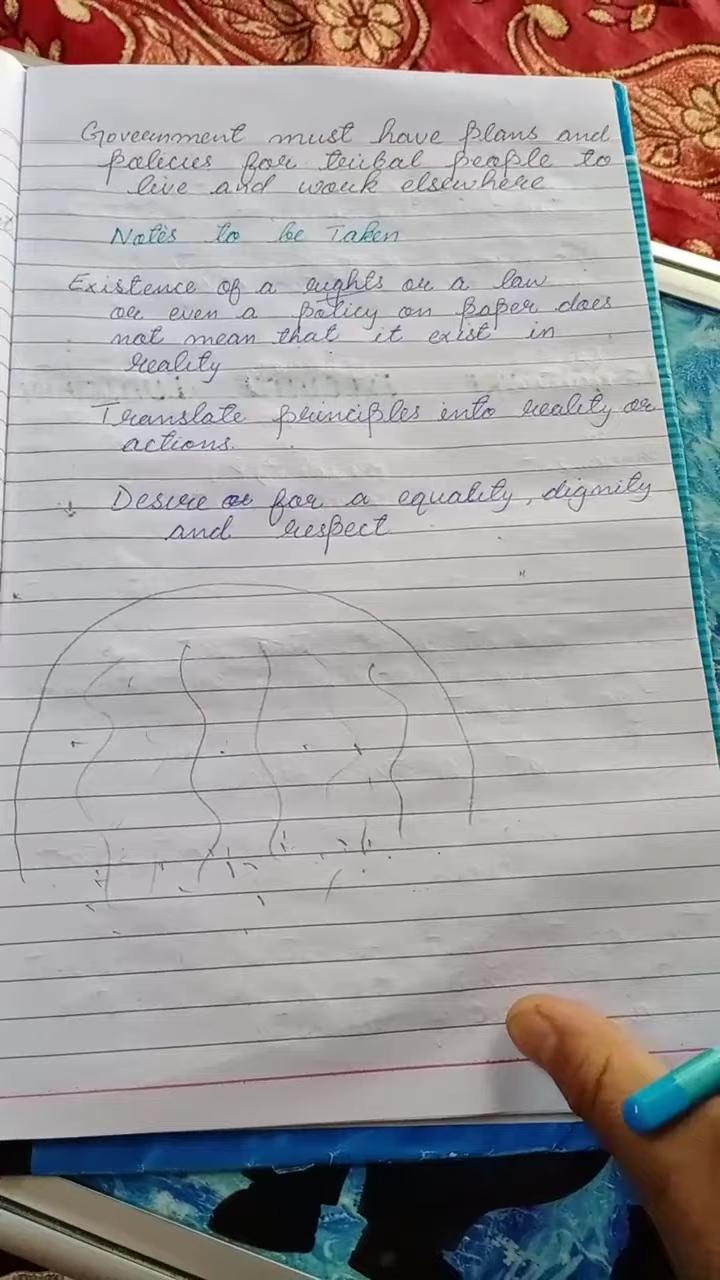 Government must have plans and
policies for tribal people to
live and work elsewhere
Notes to be Taken
Existence of a rights or a law
or even a policy on paper does
not mean that it exist in
reality
Translate principles into reality or
actions.
Desire for a equality, dignity
and respect